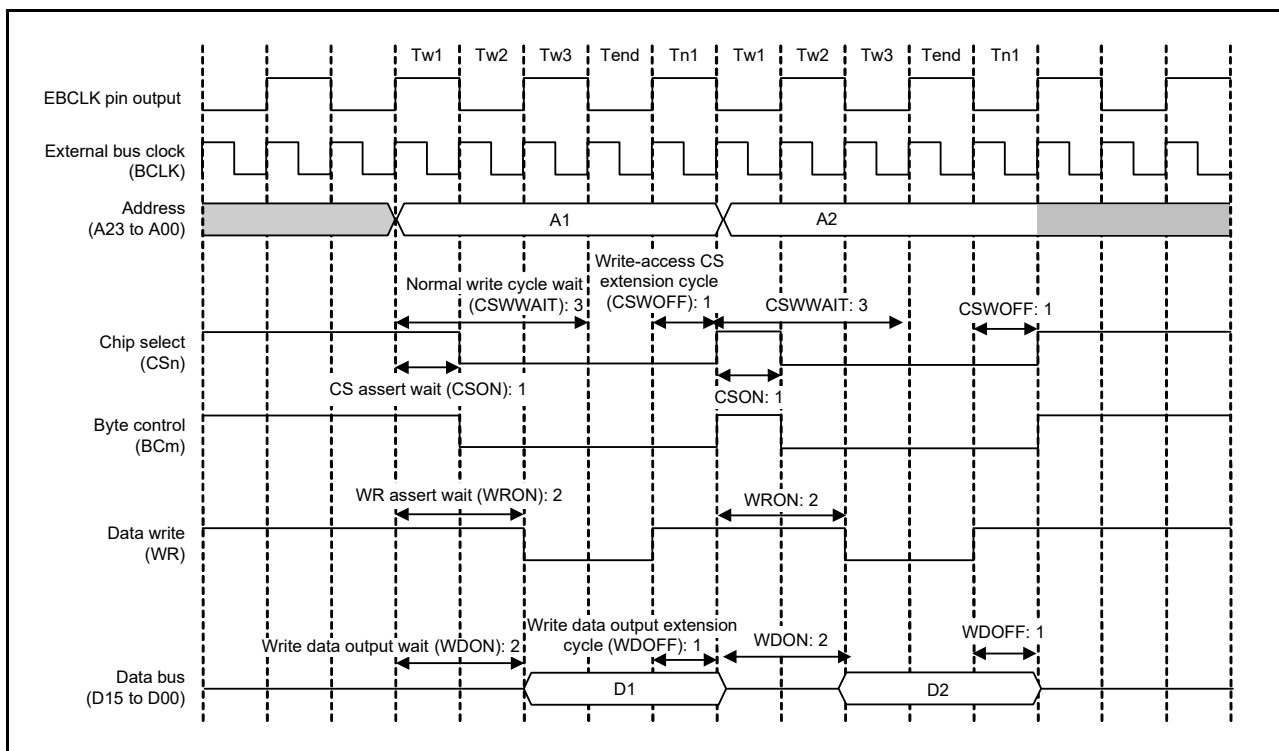 Tw1 Tw2 Tw3 Tend Tn1 Tw1 Tw2 Tw3 Tend Tn1
EBCLK pin output
External bus clock
(BCLK)
Address
(A23 to A00)
A1 A2
Normal write cycle wait
(CSWWAIT): 3
Write-access CS
extension cycle
(CSWOFF): 1
CSWWAIT: 3
CSWOFF: 1
Chip select
(CSn)
CS assert wait (CSON): 1
CSON: 1
Byte control
(BCm)
WR assert wait (WRON): 2
WRON: 2
Data write
(WR)
Write data output wait (WDON): 2
Write data output extension
cycle (WDOFF): 1
WDON: 2
WDOFF: 1
Data bus
(D15 to D00)
D1 D2